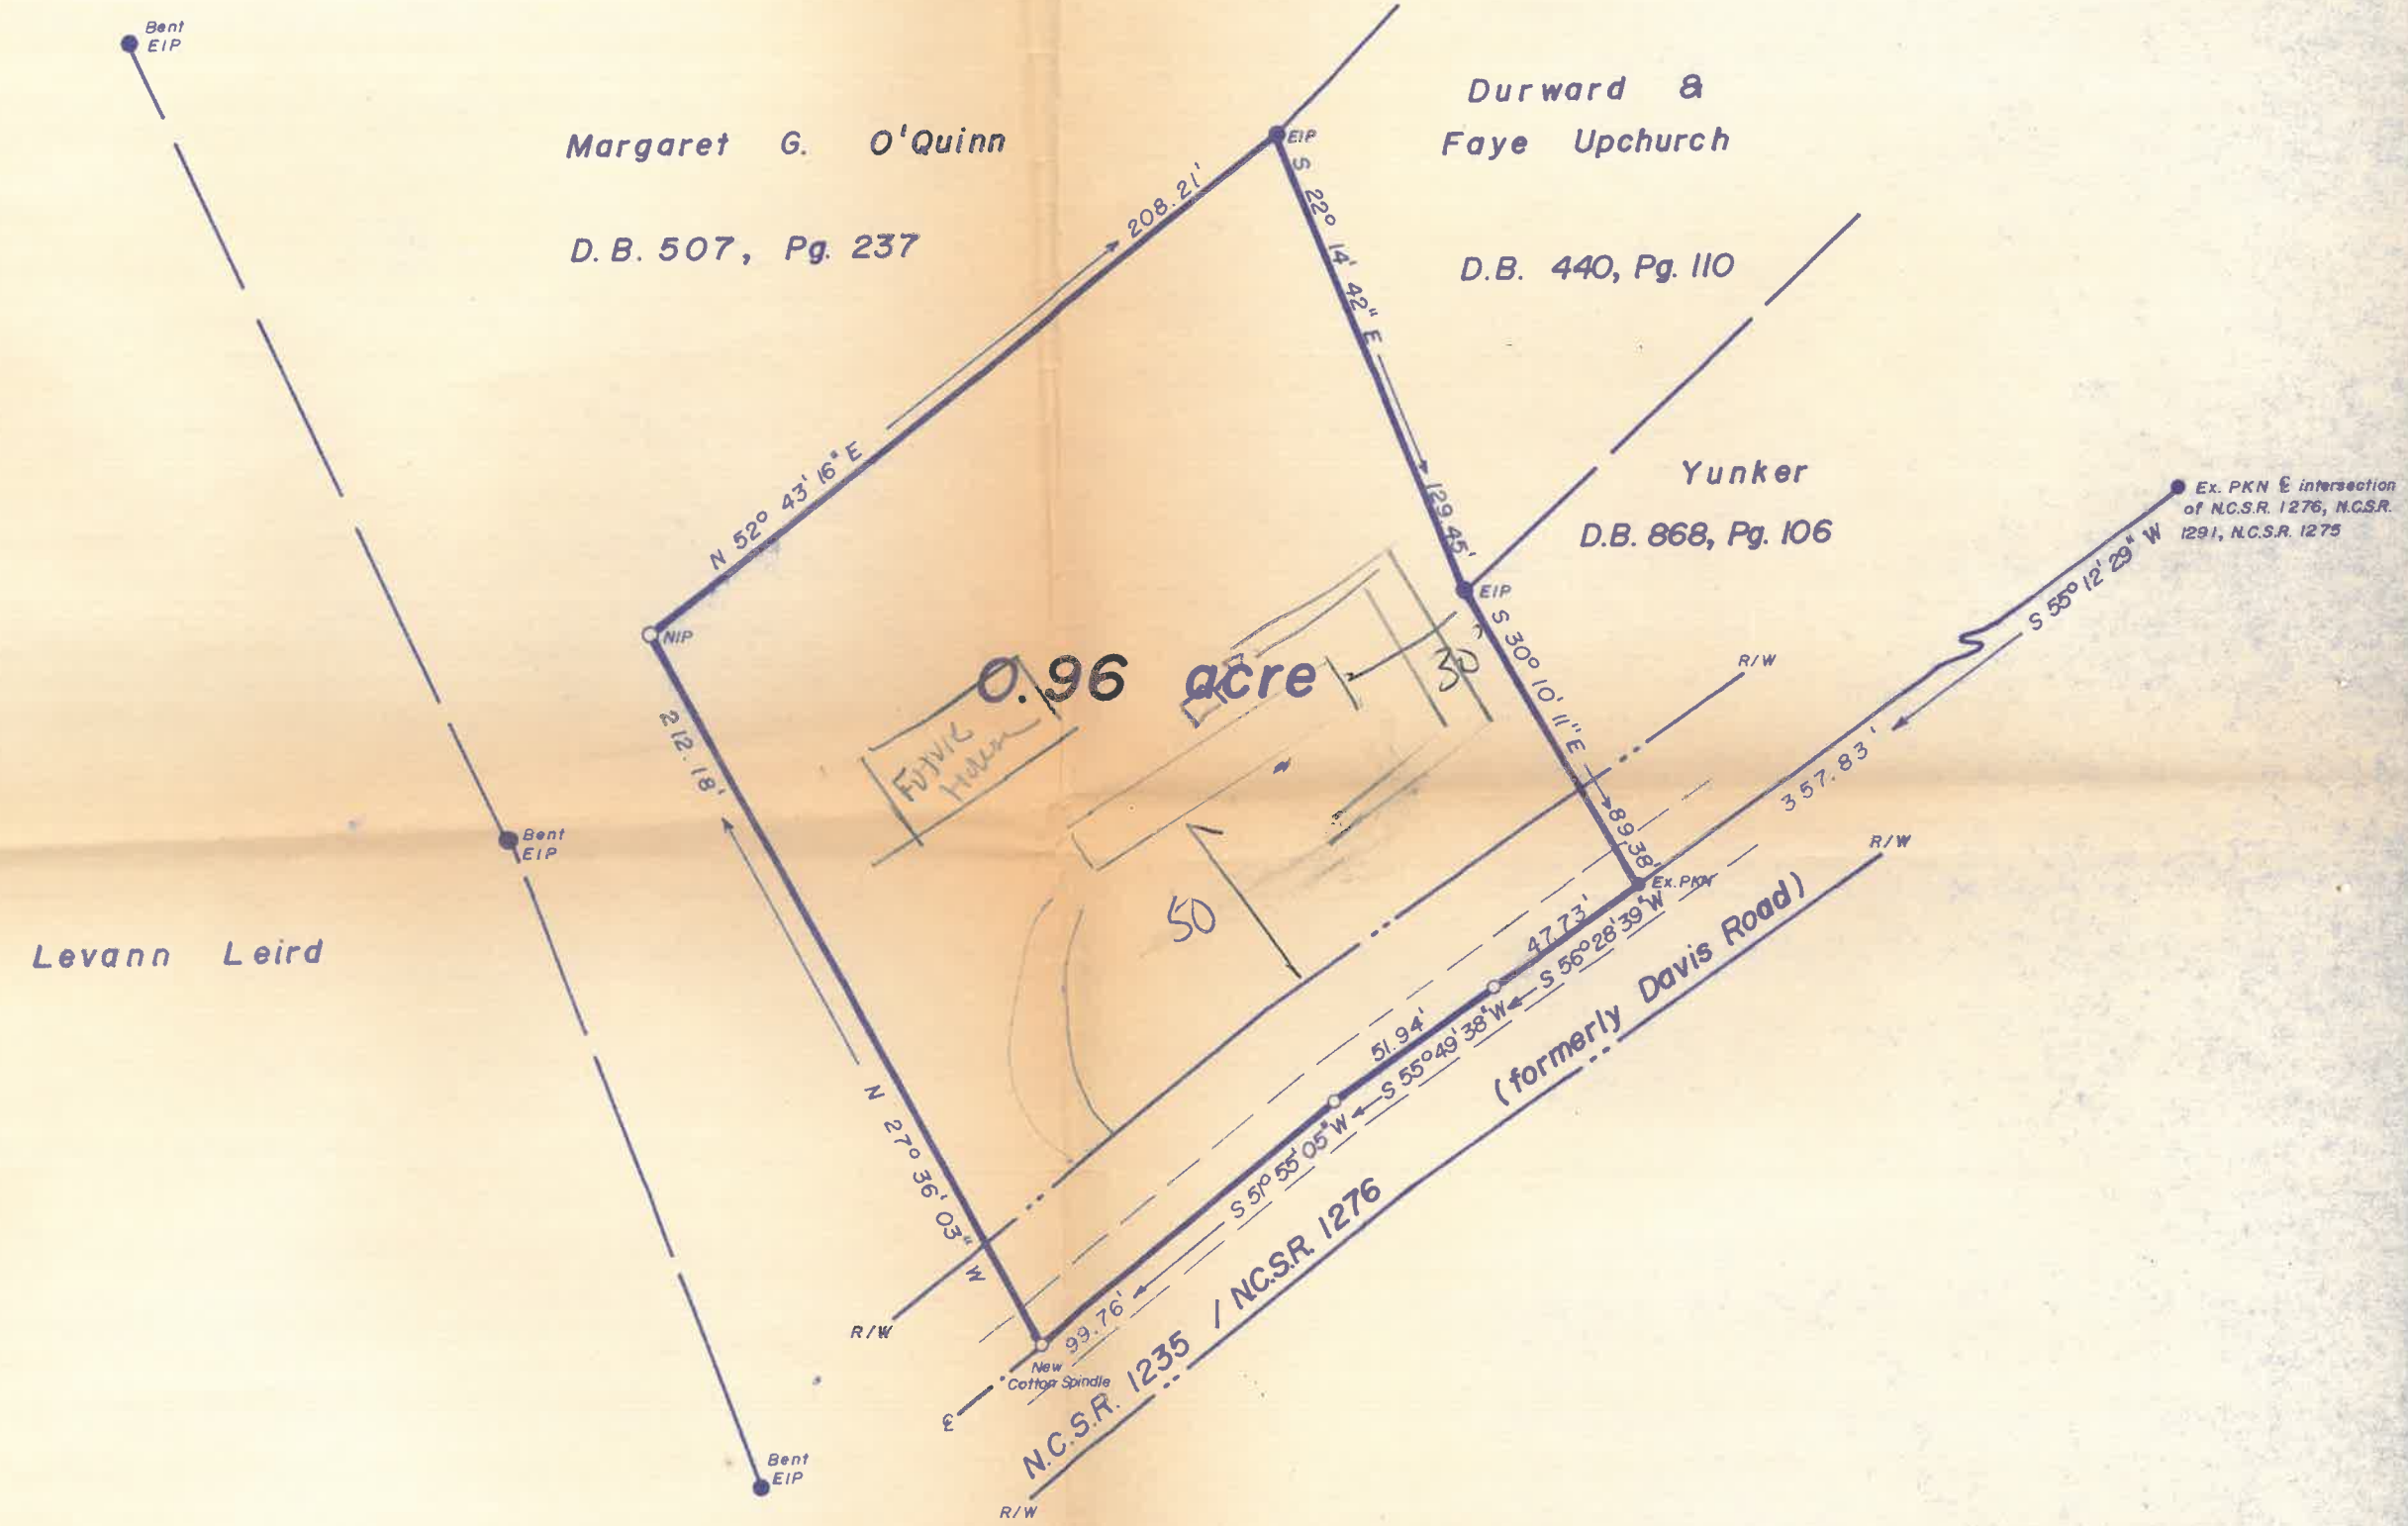 Bent
EIP
Margaret G. O'Quinn
D.B. 507, Pg. 237
Durward &
Faye Upchurch
D.B. 440, Pg. 110
EIP
N 52° 43' 16" E
208.21'
S 22° 14' 42" E
129.45'
Yunker
D.B. 868, Pg. 106
Ex. PKN ℄ intersection
of N.C.S.R. 1276, N.C.S.R.
1291, N.C.S.R. 1275
S 55° 12' 29" W
357.83'
EIP
S 30° 10' 11" E
89.38'
NIP
0.96 acre
30
Future
House
50
R/W
R/W
212.18'
N 27° 36' 03" W
Bent
EIP
Levann Leird
Ex. PKN
47.73'
S 56° 28' 39" W
51.94'
S 55° 49' 38" W
S 51° 55' 05" W
99.76'
(formerly Davis Road)
N.C.S.R. 1235 / N.C.S.R. 1276
R/W
New
Cotton Spindle
℄
Bent
EIP
R/W